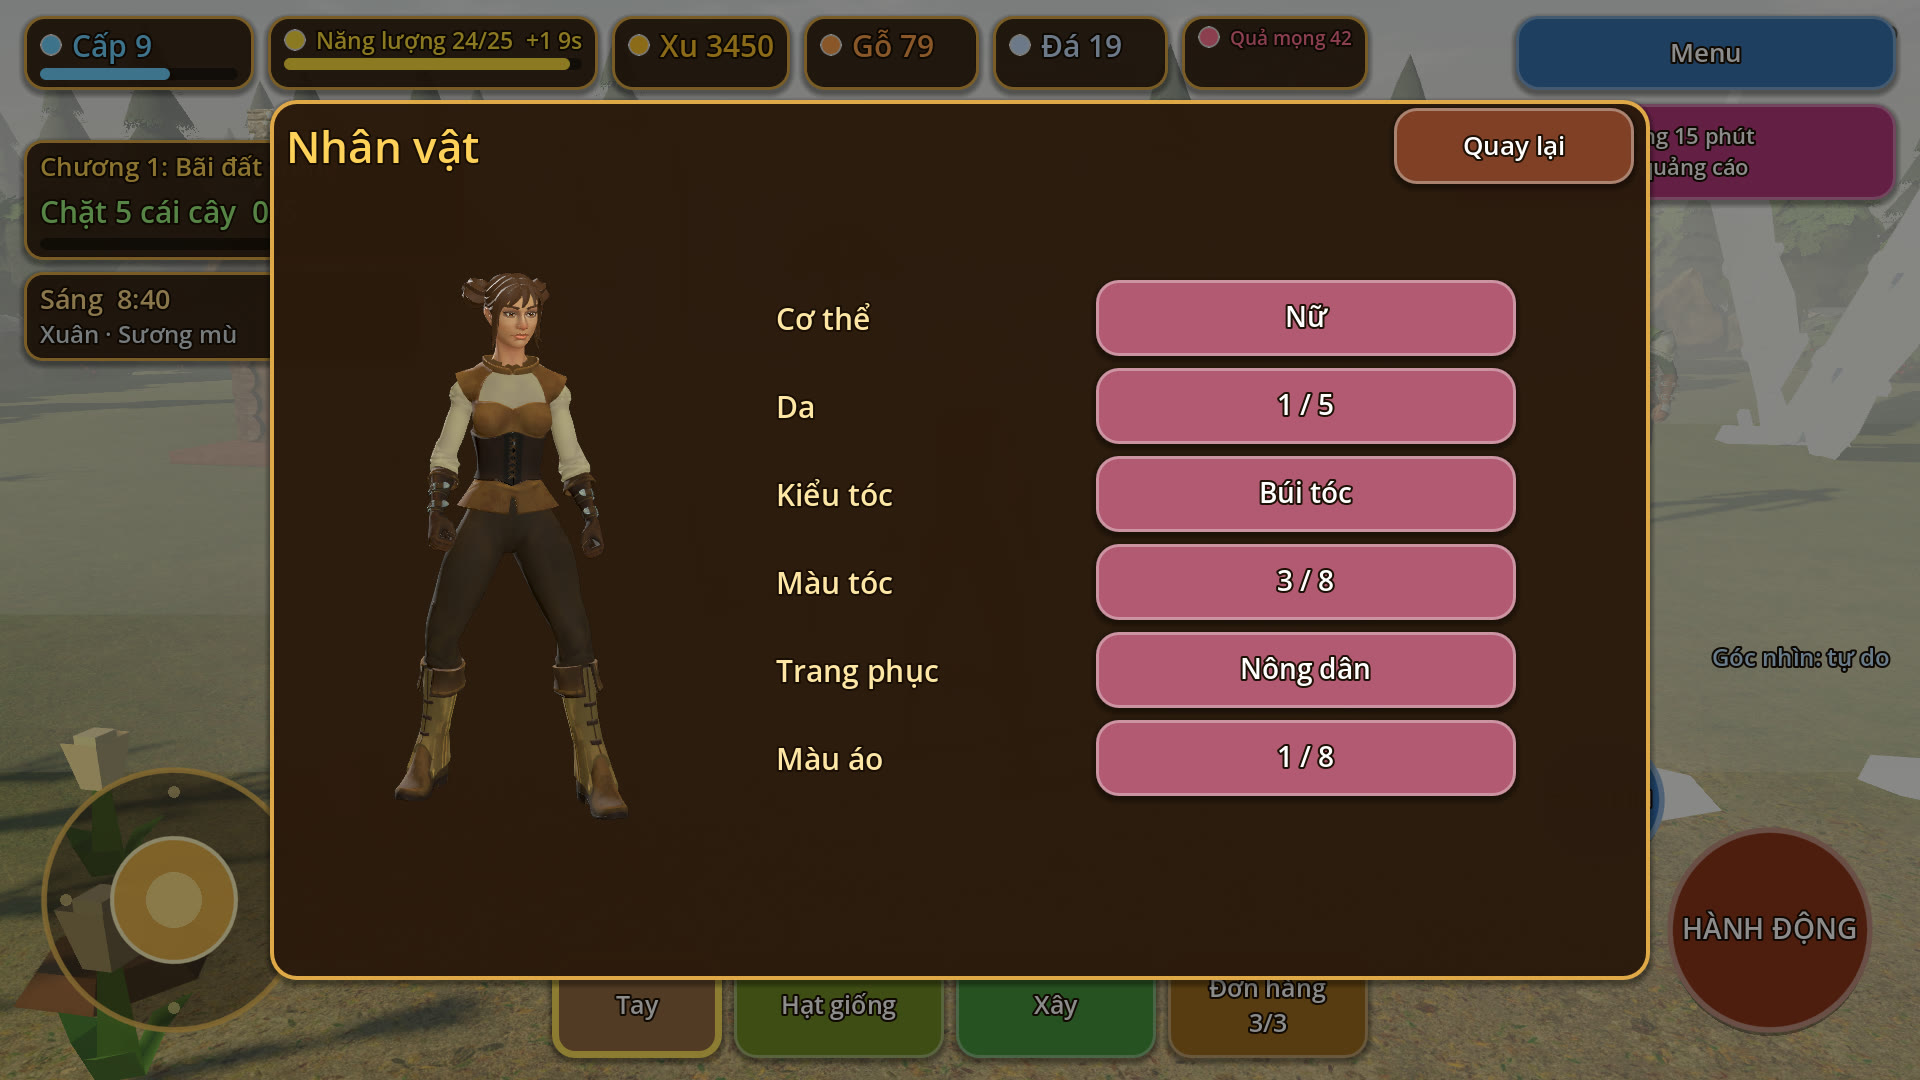 Cấp 9
Năng lượng 24/25 +1 9s
Xu 3450
Gỗ 79
Đá 19
Quả mọng 42
Menu
Nhân vật
Quay lại
15 phút
quảng cáo
Chương 1: Bãi đất
Chặt 5 cái cây 0
Sáng 8:40
Xuân · Sương mù
Cơ thể
Nữ
Da
1 / 5
Kiểu tóc
Búi tóc
Màu tóc
3 / 8
Trang phục
Nông dân
Màu áo
1 / 8
Góc nhìn: tự do
HÀNH ĐỘNG
Tay
Hạt giống
Xây
Đơn hàng
3/3